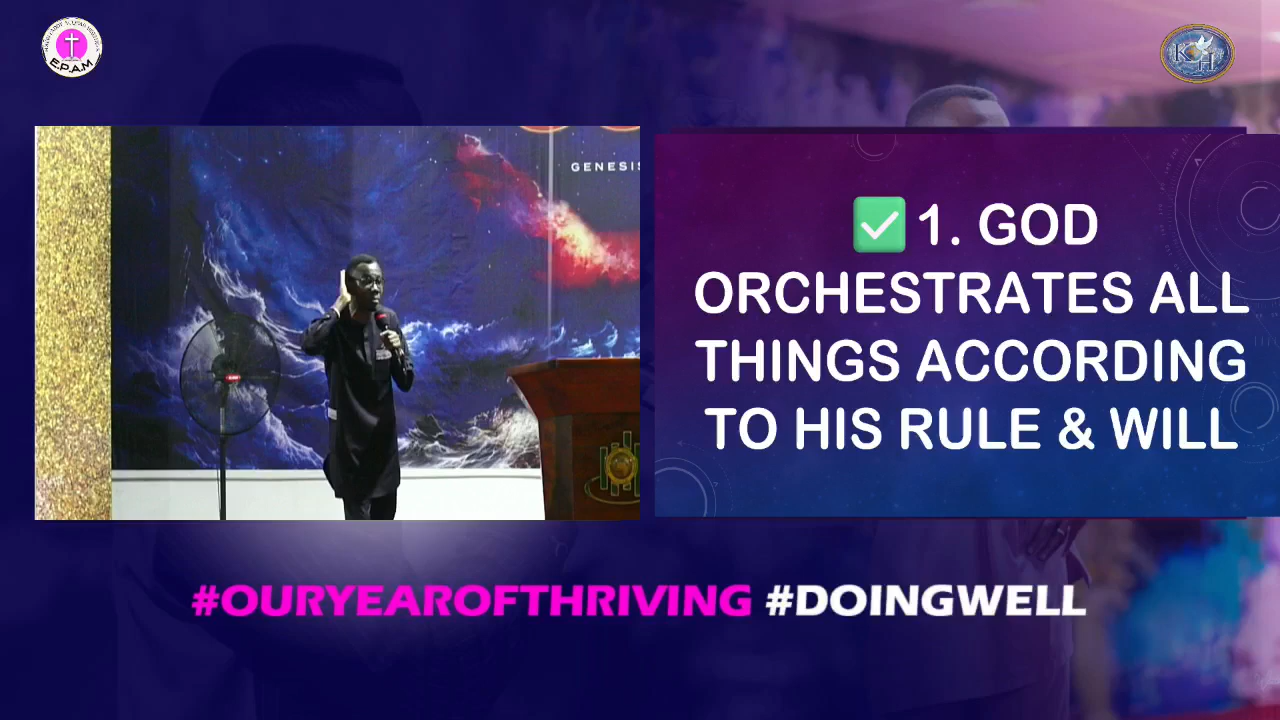 E.P.A.M
K
H
GENESIS
✅ 1. GOD
ORCHESTRATES ALL
THINGS ACCORDING
TO HIS RULE & WILL
#OURYEAROFTHRIVING #DOINGWELL